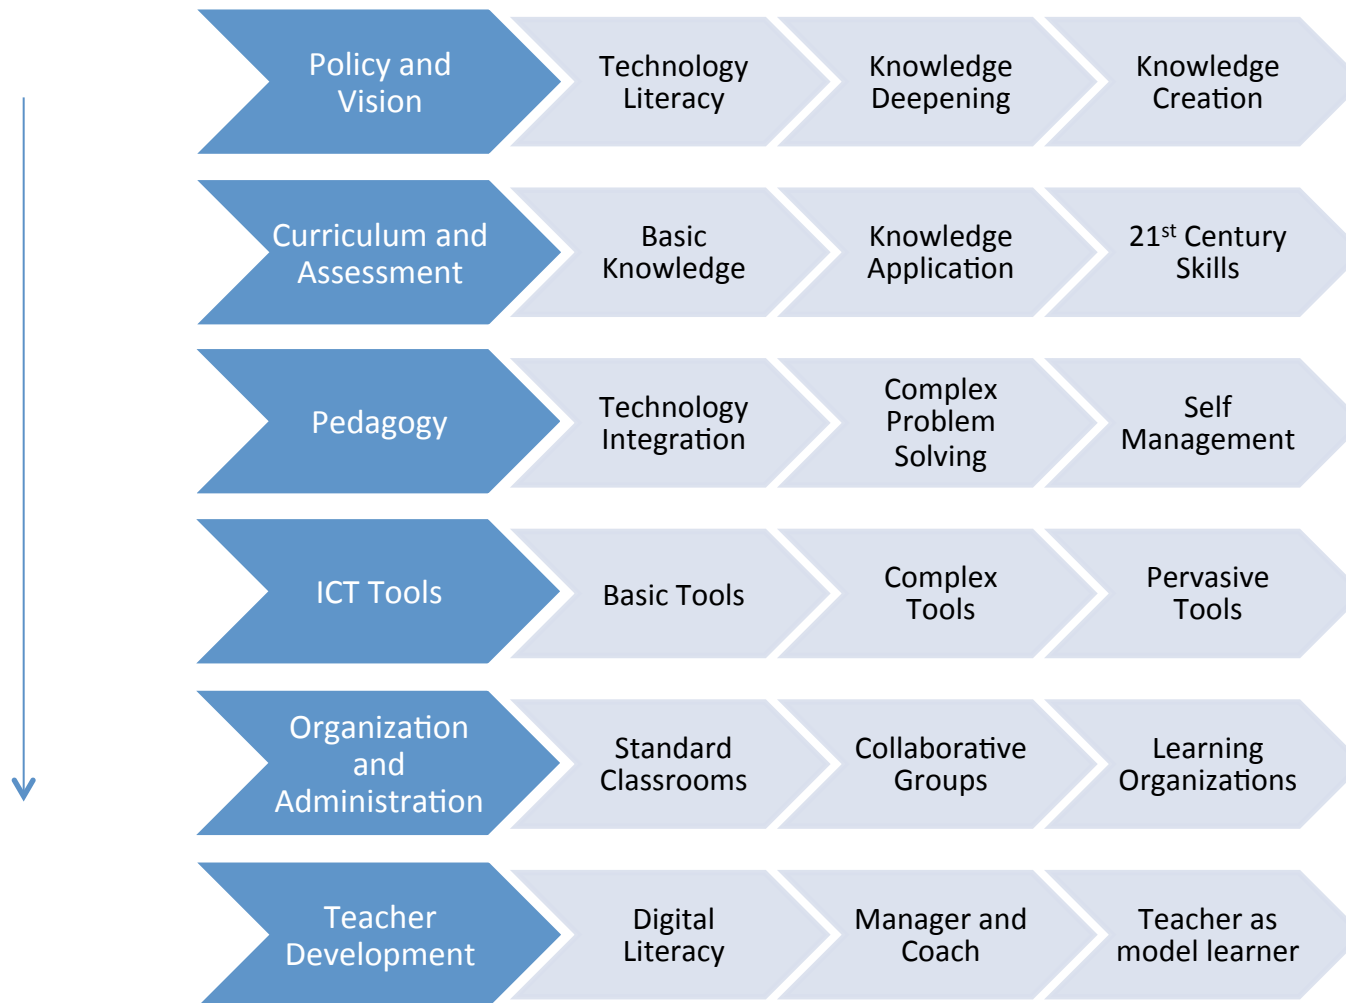 Policy and
Vision
Technology
Literacy
Knowledge
Deepening
Knowledge
Creation
Curriculum and
Assessment
Basic
Knowledge
Knowledge
Application
21st Century
Skills
Pedagogy
Technology
Integration
Complex
Problem
Solving
Self
Management
ICT Tools
Basic Tools
Complex
Tools
Pervasive
Tools
Organization
and
Administration
Standard
Classrooms
Collaborative
Groups
Learning
Organizations
Teacher
Development
Digital
Literacy
Manager and
Coach
Teacher as
model learner